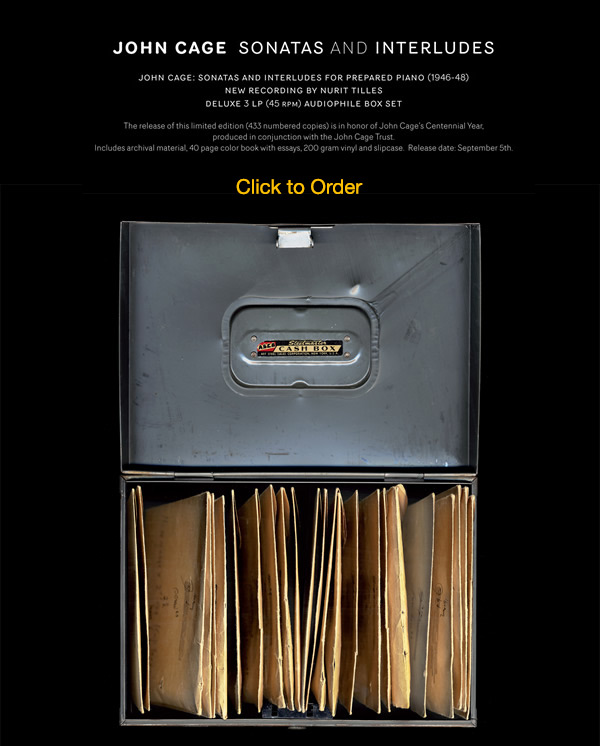 JOHN CAGE SONATAS AND INTERLUDES
JOHN CAGE: SONATAS AND INTERLUDES FOR PREPARED PIANO (1946-48)
NEW RECORDING BY NURIT TILLES
DELUXE 3 LP (45 RPM) AUDIOPHILE BOX SET
The release of this limited edition (433 numbered copies) is in honor of John Cage's Centennial Year,
produced in conjunction with the John Cage Trust.
Includes archival material, 40 page color book with essays, 200 gram vinyl and slipcase. Release date: September 5th.
Click to Order
Steelmaster
ASCO CASH BOX